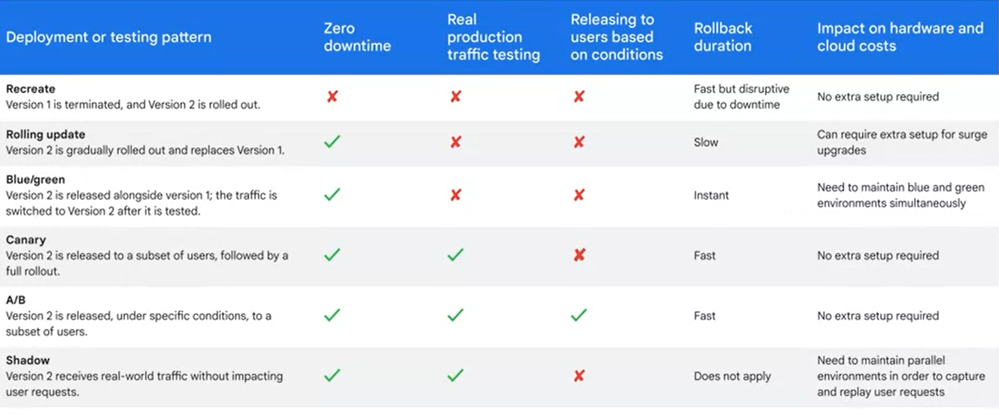 Deployment or testing pattern
Zero
downtime
Real
production
traffic testing
Releasing to
users based
on conditions
Rollback
duration
Impact on hardware and
cloud costs
Recreate
Version 1 is terminated, and Version 2 is rolled out.
Fast but disruptive
due to downtime
No extra setup required
Rolling update
Version 2 is gradually rolled out and replaces Version 1.
Slow
Can require extra setup for surge
upgrades
Blue/green
Version 2 is released alongside version 1; the traffic is
switched to Version 2 after it is tested.
Instant
Need to maintain blue and green
environments simultaneously
Canary
Version 2 is released to a subset of users, followed by a
full rollout.
Fast
No extra setup required
A/B
Version 2 is released, under specific conditions, to a
subset of users.
Fast
No extra setup required
Shadow
Version 2 receives real-world traffic without impacting
user requests.
Does not apply
Need to maintain parallel
environments in order to capture
and replay user requests